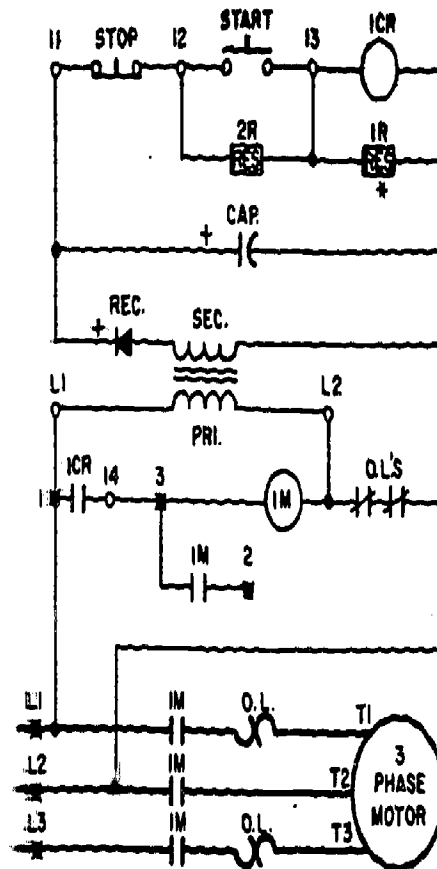 11 STOP 12 START 13 1CR
2R 1R
RES RES
*
+ CAP.
+ REC. SEC.
L1 L2
PRI.
1CR 14 3 O.L'S
1 1M
1M 2
L1 1M O.L. T1
L2 1M T2 3
PHASE
L3 1M O.L. T3 MOTOR